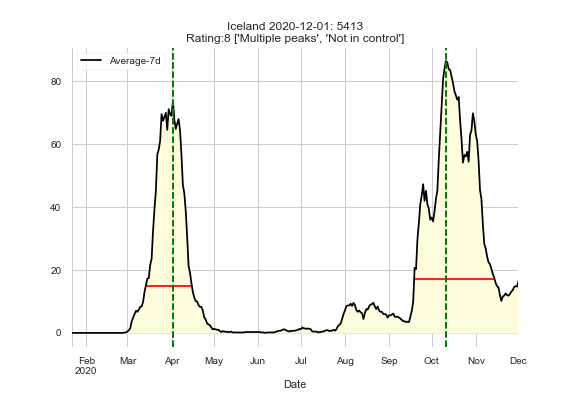 Iceland 2020-12-01: 5413
Rating:8 ['Multiple peaks', 'Not in control']
Average-7d
80
60
40
20
0
Feb Mar Apr May Jun Jul Aug Sep Oct Nov Dec
2020
Date